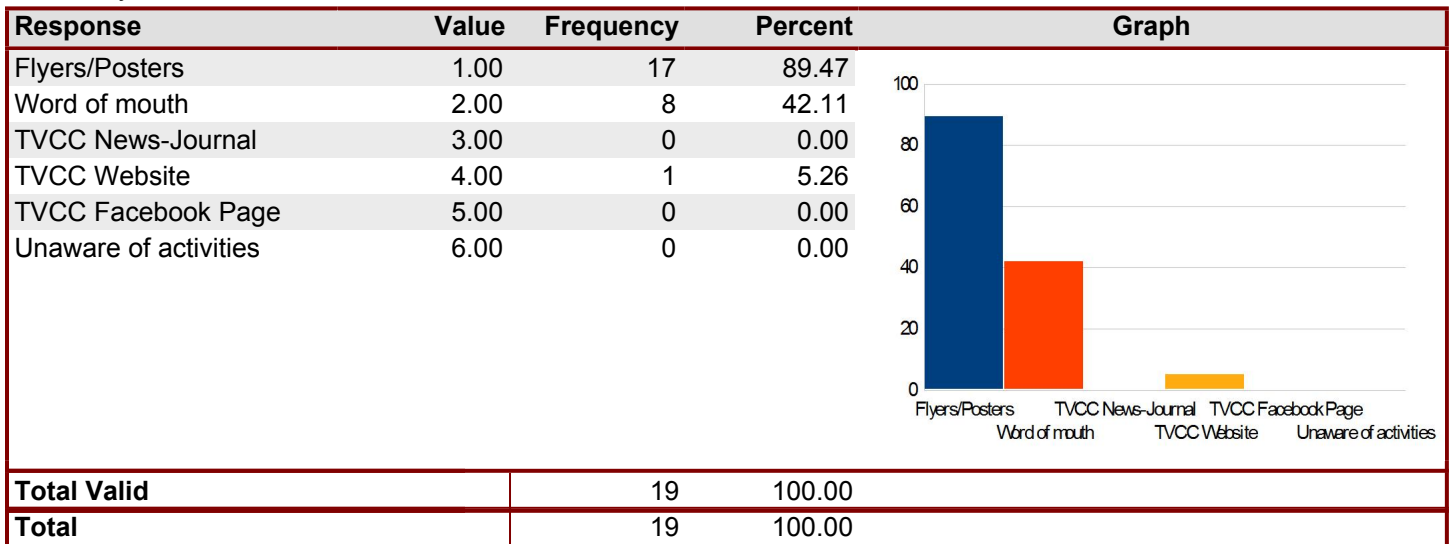 Response Value Frequency Percent Graph
Flyers/Posters 1.00 17 89.47
Word of mouth 2.00 8 42.11
TVCC News-Journal 3.00 0 0.00
TVCC Website 4.00 1 5.26
TVCC Facebook Page 5.00 0 0.00
Unaware of activities 6.00 0 0.00
100
80
60
40
20
0
Flyers/Posters TVCC News-Journal TVCC Facebook Page
Word of mouth TVCC Website Unaware of activities
Total Valid 19 100.00
Total 19 100.00